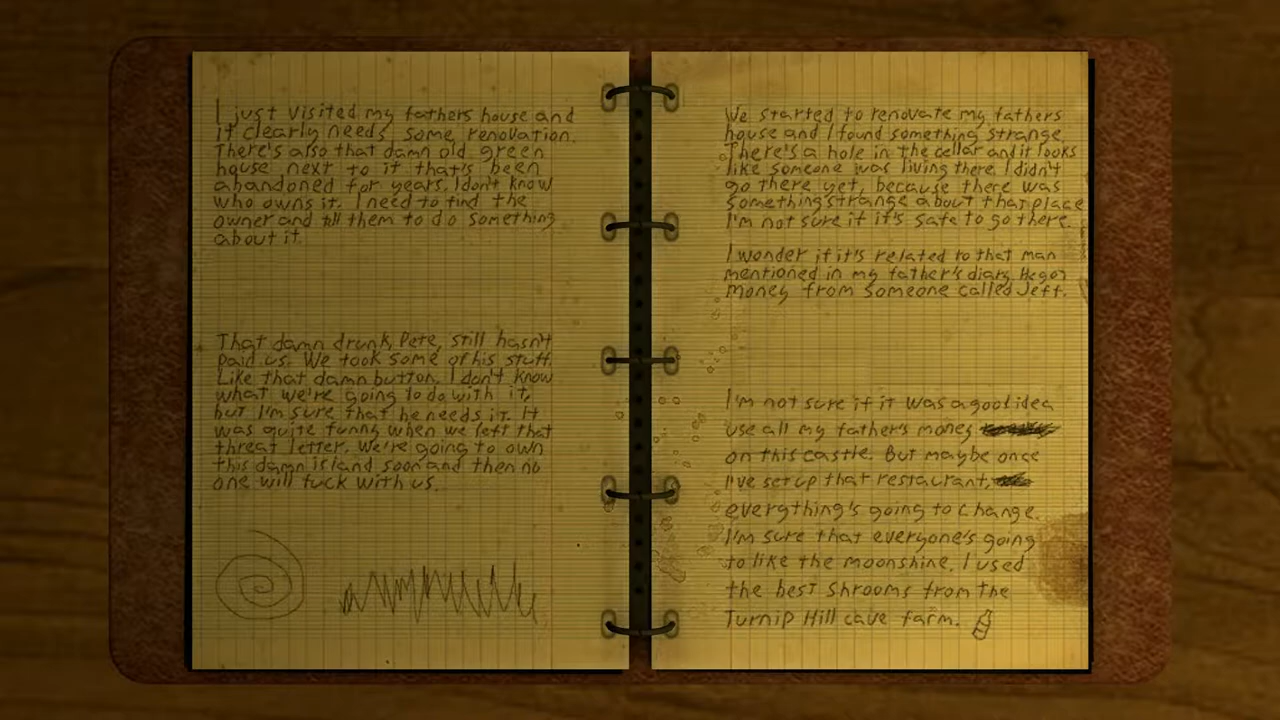 I just visited my fathers house and
it clearly needs some renovation.
There's also that damn old green
house next to it that's been
abandoned for years. I don't know
who owns it. I need to find the
owner and tell them to do something
about it.
That damn drunk, Pete, still hasn't
paid us. We took some of his stuff.
Like that damn button. I don't know
what we're going to do with it,
but I'm sure that he needs it. It
was quite funny when we left that
threat letter. We're going to own
this damn island soon and then no
one will fuck with us.
We started to renovate my fathers
house and I found something strange.
There's a hole in the cellar and it looks
like someone was living there. I didn't
go there yet, because there was
something strange about that place
I'm not sure if it's safe to go there.
I wonder if it's related to that man
mentioned in my father's diary. He got
money from someone called Jeff.
I'm not sure if it was a good idea
use all my father's money
on this castle. But maybe once
I've set up that restaurant,
everything's going to change.
I'm sure that everyone's going
to like the moonshine. I used
the best shrooms from the
Turnip Hill cave farm.